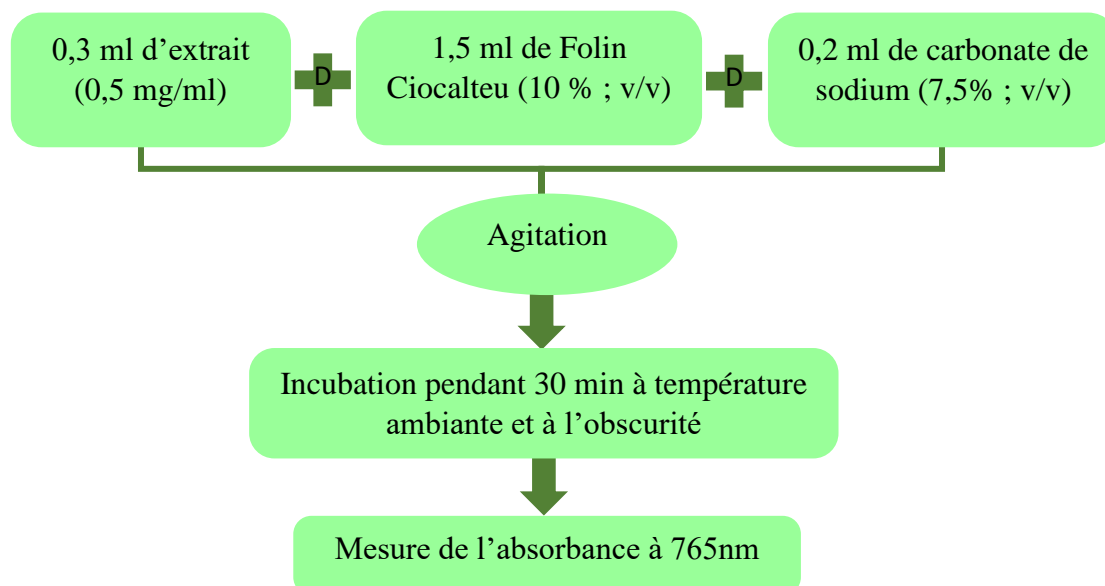 0,3 ml d’extrait
(0,5 mg/ml)
D
1,5 ml de Folin
Ciocalteu (10 % ; v/v)
D
0,2 ml de carbonate de
sodium (7,5% ; v/v)
Agitation
Incubation pendant 30 min à température
ambiante et à l’obscurité
Mesure de l’absorbance à 765nm